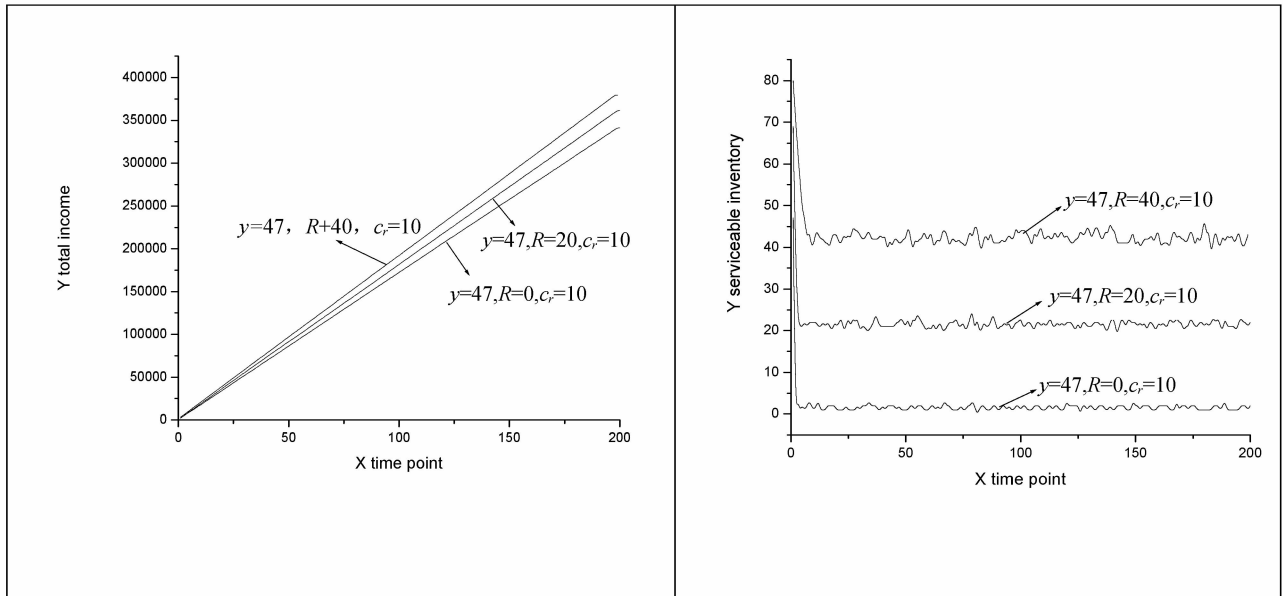 400000
350000
300000
250000
200000
150000
100000
50000
0
Y total income
y=47, R+40, cᵣ=10
y=47,R=20,cᵣ=10
y=47,R=0,cᵣ=10
0 50 100 150 200
X time point
80
70
60
50
40
30
20
10
0
Y serviceable inventory
y=47,R=40,cᵣ=10
y=47,R=20,cᵣ=10
y=47,R=0,cᵣ=10
0 50 100 150 200
X time point